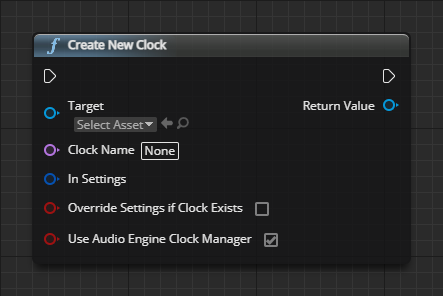 Create New Clock
Target
Return Value
Select Asset
Clock Name None
In Settings
Override Settings if Clock Exists
Use Audio Engine Clock Manager